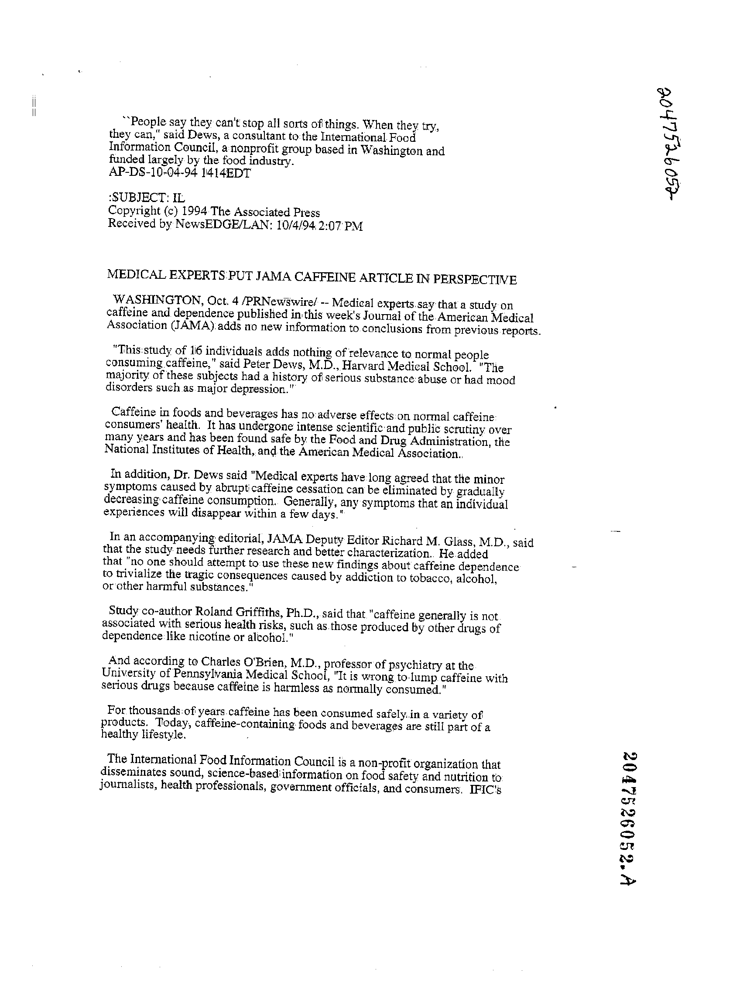 2047526052
``People say they can't stop all sorts of things. When they try,
they can,'' said Dews, a consultant to the International Food
Information Council, a nonprofit group based in Washington and
funded largely by the food industry.
AP-DS-10-04-94 1414EDT
:SUBJECT: IL
Copyright (c) 1994 The Associated Press
Received by NewsEDGE/LAN: 10/4/94 2:07 PM
MEDICAL EXPERTS PUT JAMA CAFFEINE ARTICLE IN PERSPECTIVE
WASHINGTON, Oct. 4 /PRNewswire/ -- Medical experts say that a study on
caffeine and dependence published in this week's Journal of the American Medical
Association (JAMA) adds no new information to conclusions from previous reports.
"This study of 16 individuals adds nothing of relevance to normal people
consuming caffeine," said Peter Dews, M.D., Harvard Medical School. "The
majority of these subjects had a history of serious substance abuse or had mood
disorders such as major depression."
Caffeine in foods and beverages has no adverse effects on normal caffeine
consumers' health. It has undergone intense scientific and public scrutiny over
many years and has been found safe by the Food and Drug Administration, the
National Institutes of Health, and the American Medical Association.
In addition, Dr. Dews said "Medical experts have long agreed that the minor
symptoms caused by abrupt caffeine cessation can be eliminated by gradually
decreasing caffeine consumption. Generally, any symptoms that an individual
experiences will disappear within a few days."
In an accompanying editorial, JAMA Deputy Editor Richard M. Glass, M.D., said
that the study needs further research and better characterization. He added
that "no one should attempt to use these new findings about caffeine dependence
to trivialize the tragic consequences caused by addiction to tobacco, alcohol,
or other harmful substances."
Study co-author Roland Griffiths, Ph.D., said that "caffeine generally is not
associated with serious health risks, such as those produced by other drugs of
dependence like nicotine or alcohol."
And according to Charles O'Brien, M.D., professor of psychiatry at the
University of Pennsylvania Medical School, "It is wrong to lump caffeine with
serious drugs because caffeine is harmless as normally consumed."
For thousands of years caffeine has been consumed safely in a variety of
products. Today, caffeine-containing foods and beverages are still part of a
healthy lifestyle.
The International Food Information Council is a non-profit organization that
disseminates sound, science-based information on food safety and nutrition to
journalists, health professionals, government officials, and consumers. IFIC's
2047526052.A